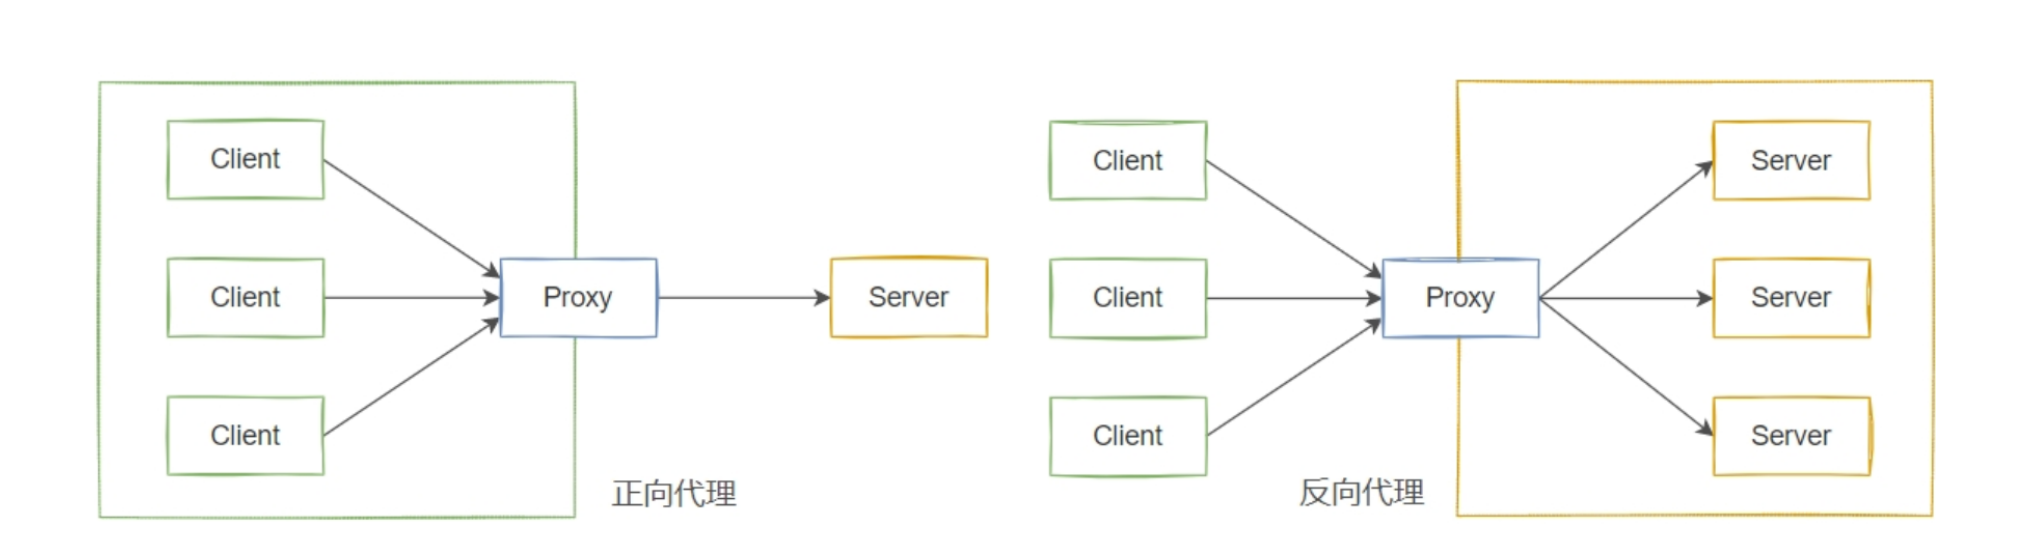 Client
Client
Client
Proxy
Server
正向代理
Client
Client
Client
Proxy
Server
Server
Server
反向代理